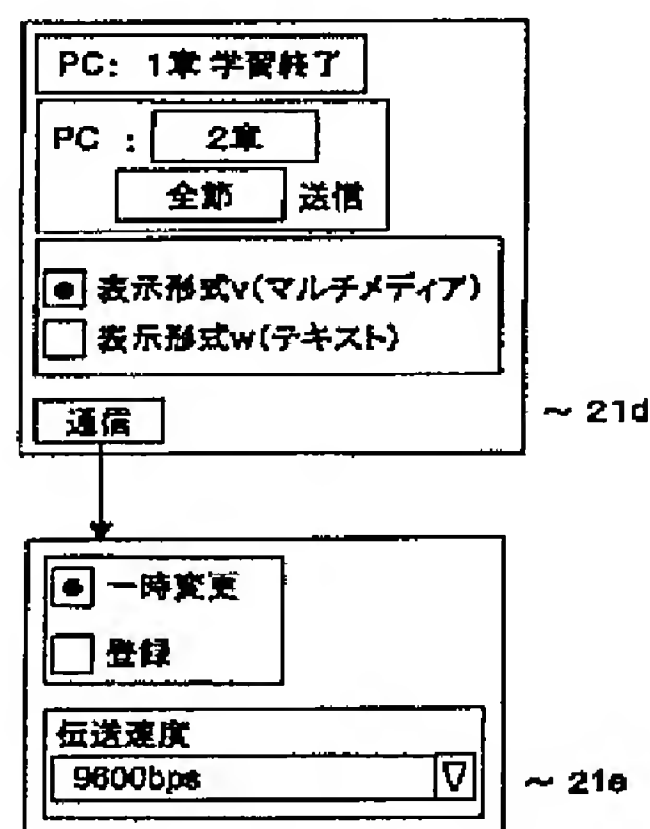 PC: 1章 学習終了
PC : 2章
全節 送信
表示形式v(マルチメディア)
表示形式w(テキスト)
通信
~ 21d
一時変更
登録
伝送速度
9600bps ▽
~ 21e